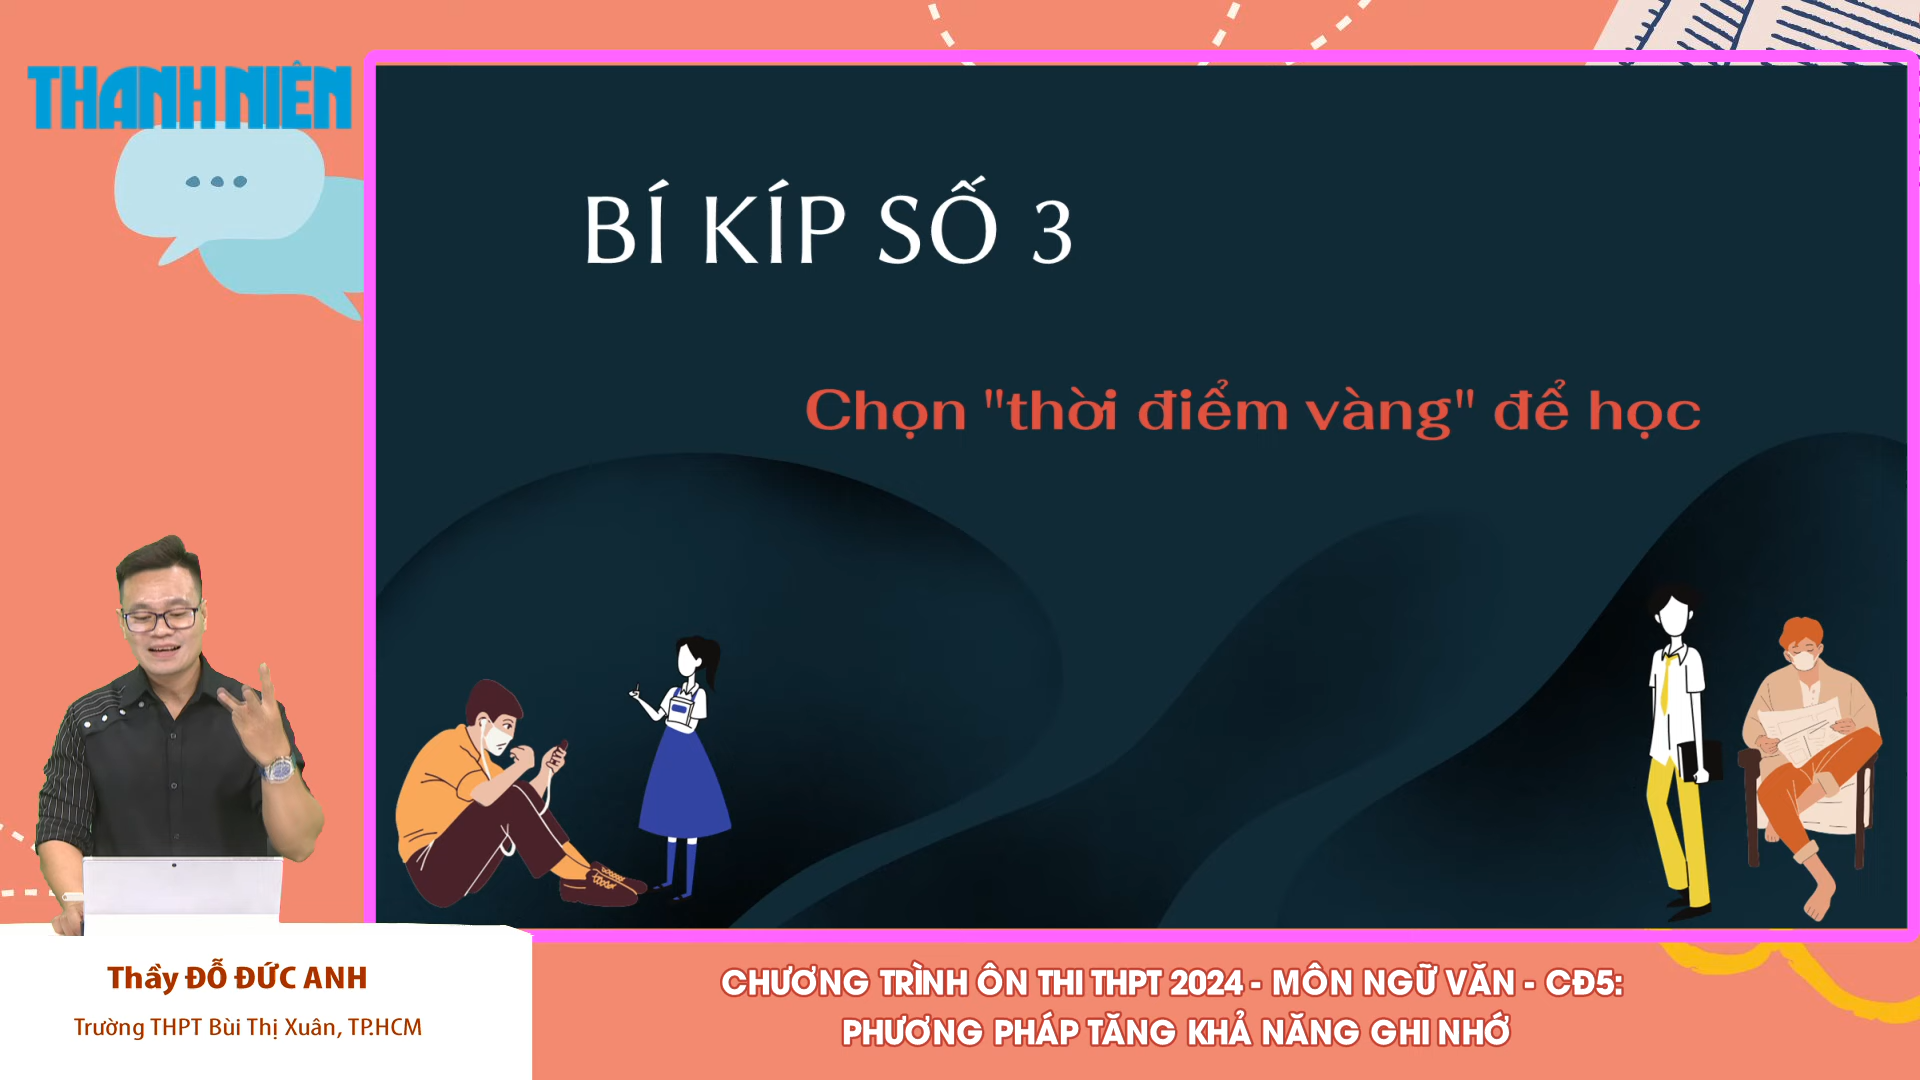 THANH NIÊN
BÍ KÍP SỐ 3
Chọn "thời điểm vàng" để học
Thầy ĐỖ ĐỨC ANH
Trường THPT Bùi Thị Xuân, TP.HCM
CHƯƠNG TRÌNH ÔN THI THPT 2024 - MÔN NGỮ VĂN - CĐ5:
PHƯƠNG PHÁP TĂNG KHẢ NĂNG GHI NHỚ